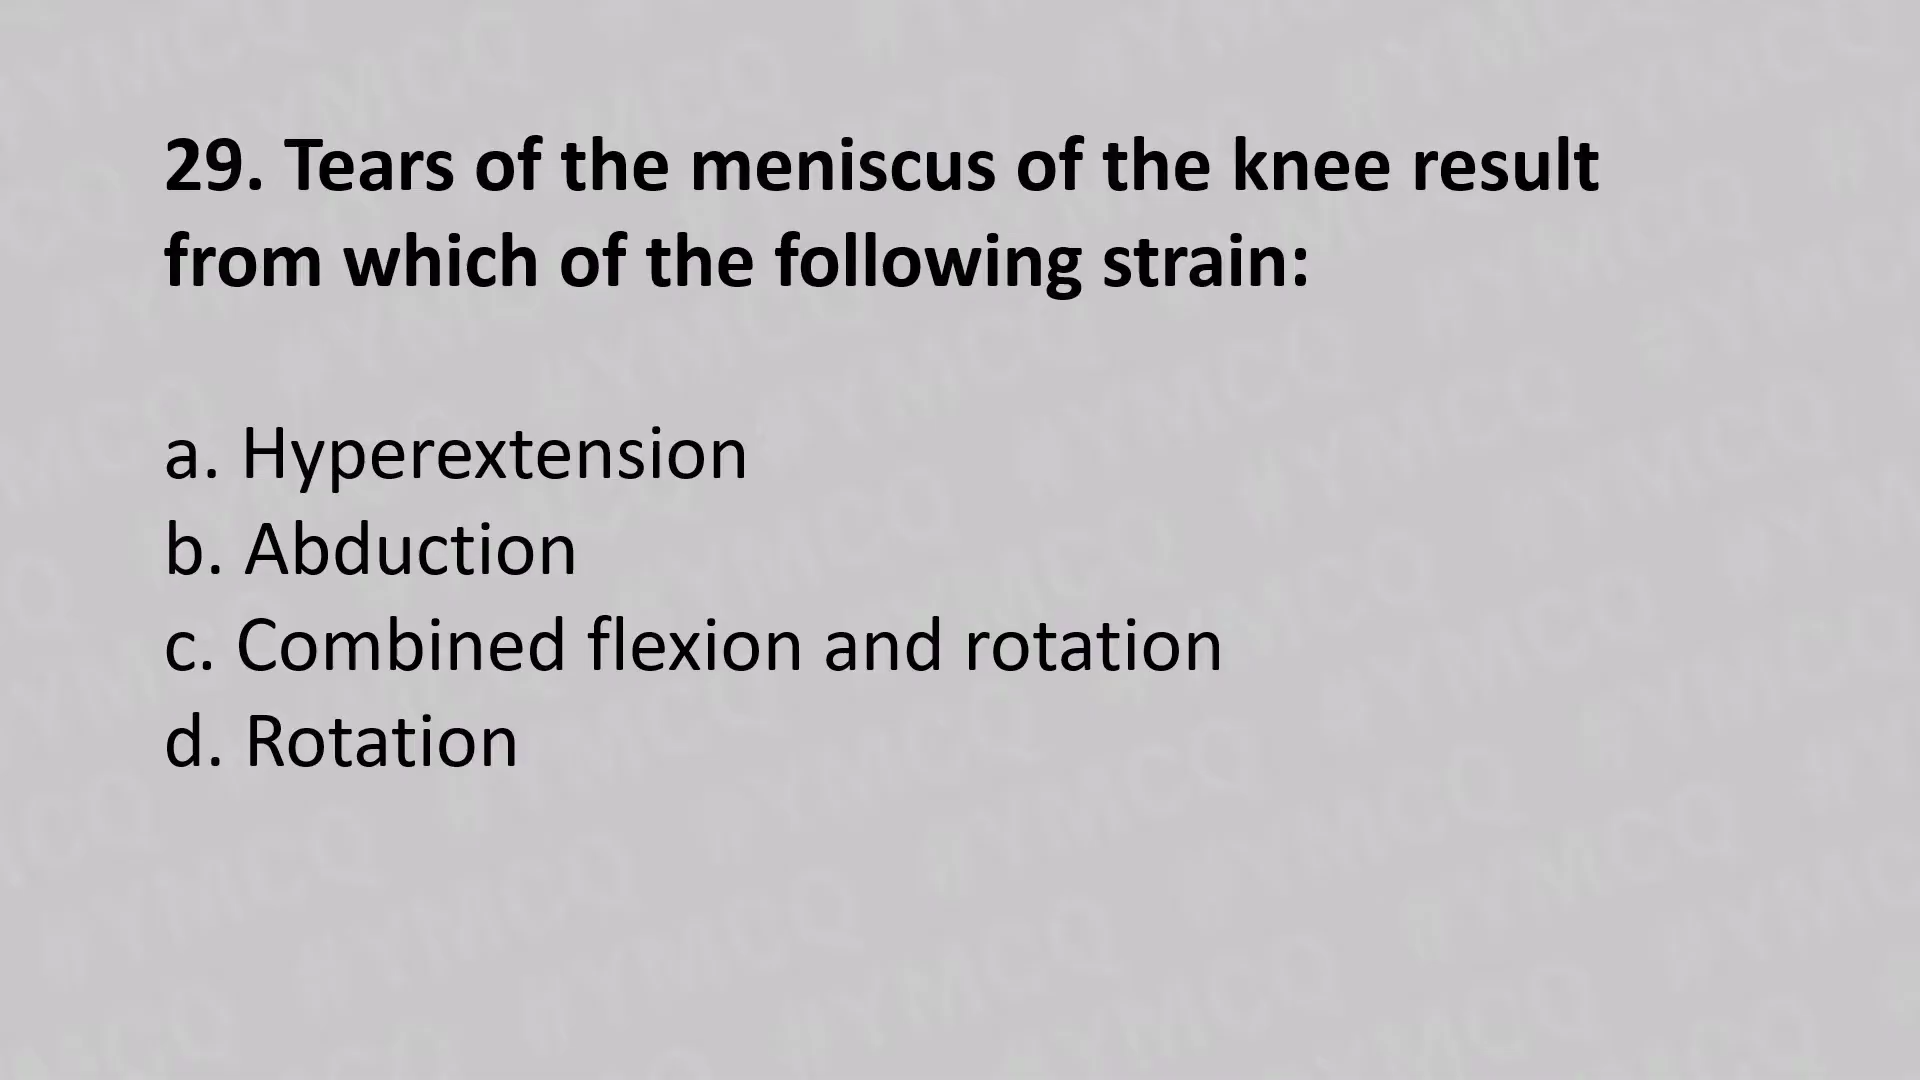 29. Tears of the meniscus of the knee result
from which of the following strain:
a. Hyperextension
b. Abduction
c. Combined flexion and rotation
d. Rotation